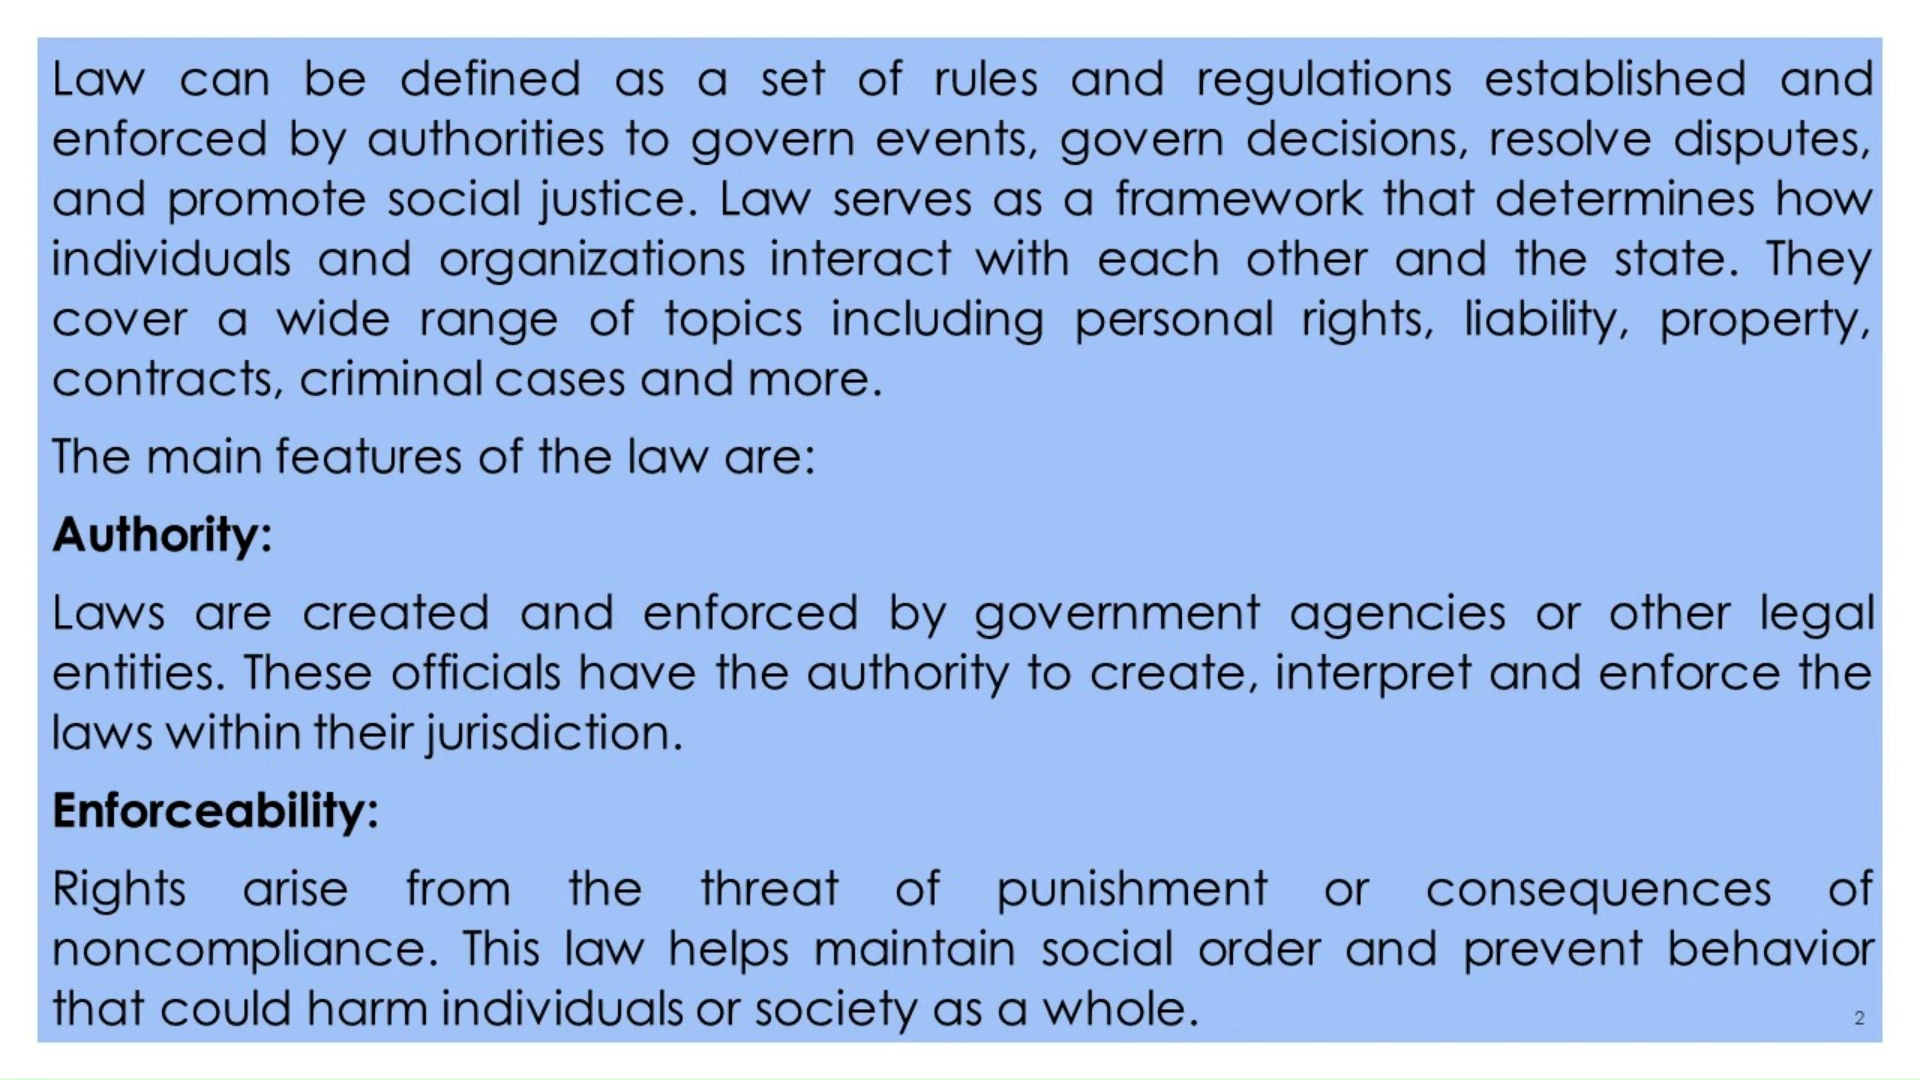 Law can be defined as a set of rules and regulations established and
enforced by authorities to govern events, govern decisions, resolve disputes,
and promote social justice. Law serves as a framework that determines how
individuals and organizations interact with each other and the state. They
cover a wide range of topics including personal rights, liability, property,
contracts, criminal cases and more.
The main features of the law are:
Authority:
Laws are created and enforced by government agencies or other legal
entities. These officials have the authority to create, interpret and enforce the
laws within their jurisdiction.
Enforceability:
Rights arise from the threat of punishment or consequences of
noncompliance. This law helps maintain social order and prevent behavior
that could harm individuals or society as a whole.
2